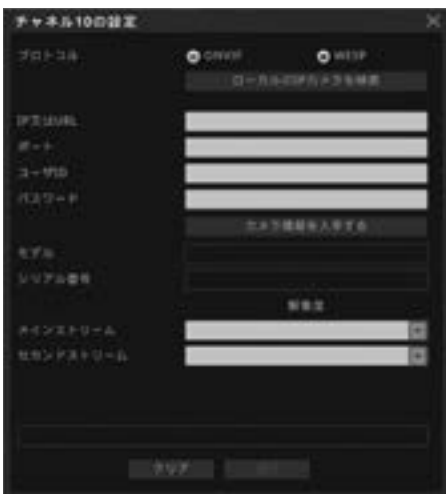 チャネル10の設定
プロトコル ONVIF WESP
ローカルのIPカメラを検索
IP又はURL
ポート
ユーザID
パスワード
カメラ情報を入手する
モデル
シリアル番号
解像度
メインストリーム
セカンドストリーム
クリア